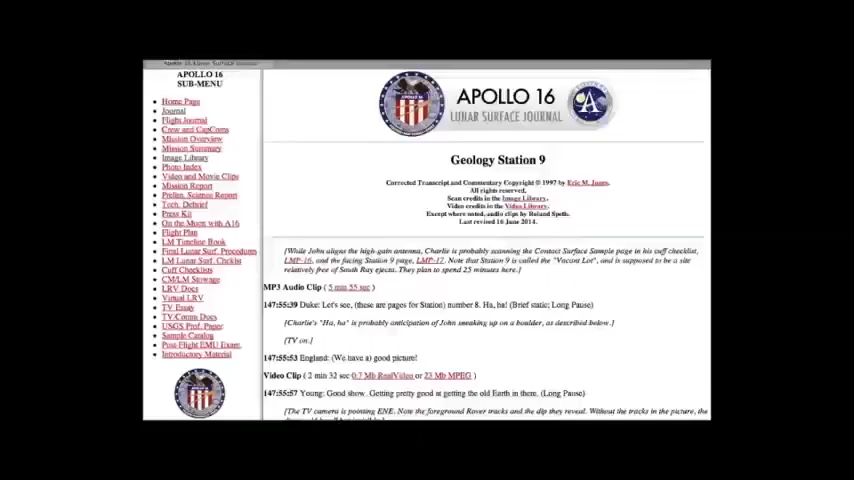 APOLLO 16
SUB-MENU
Home Page
Journal
Flight Journal
Crew and CapComs
Mission Overview
Mission Summary
Image Library
Photo Index
Video and Movie Clips
Mission Report
Prelim. Science Report
Tech. Debrief
Press Kit
On the Moon with A16
Flight Plan
LM Timeline Book
Final Lunar Surf. Procedures
LM Lunar Surf. Chklst
Cuff Checklists
CM/LM Stowage
LRV Docs
Virtual LRV
TV Essay
TV/Comm Docs
USGS Prof. Paper
Sample Catalog
Post-Flight EMU Exam.
Introductory Material
APOLLO 16
LUNAR SURFACE JOURNAL
Geology Station 9
Corrected Transcript and Commentary Copyright © 1997 by Eric M. Jones.
All rights reserved.
Scan credits in the Image Library.
Video credits in the Video Library.
Except where noted, audio clips by Roland Speth.
Last revised 16 June 2014.
[While John aligns the high-gain antenna, Charlie is probably scanning the Contact Surface Sample page in his cuff checklist,
LMP-16, and the facing Station 9 page, LMP-17. Note that Station 9 is called the "Vacant Lot", and is supposed to be a site
relatively free of South Ray ejecta. They plan to spend 25 minutes here.]
MP3 Audio Clip ( 5 min 55 sec )
147:55:39 Duke: Let's see, (these are pages for Station) number 8. Ha, ha! (Brief static; Long Pause)
[Charlie's "Ha, ha" is probably anticipation of John sneaking up on a boulder, as described below.]
[TV on.]
147:55:53 England: (We have a) good picture!
Video Clip ( 2 min 32 sec 0.7 Mb RealVideo or 23 Mb MPEG )
147:55:57 Young: Good show. Getting pretty good at getting the old Earth in there. (Long Pause)
[The TV camera is pointing ENE. Note the foreground Rover tracks and the dip they reveal. Without the tracks in the picture, the